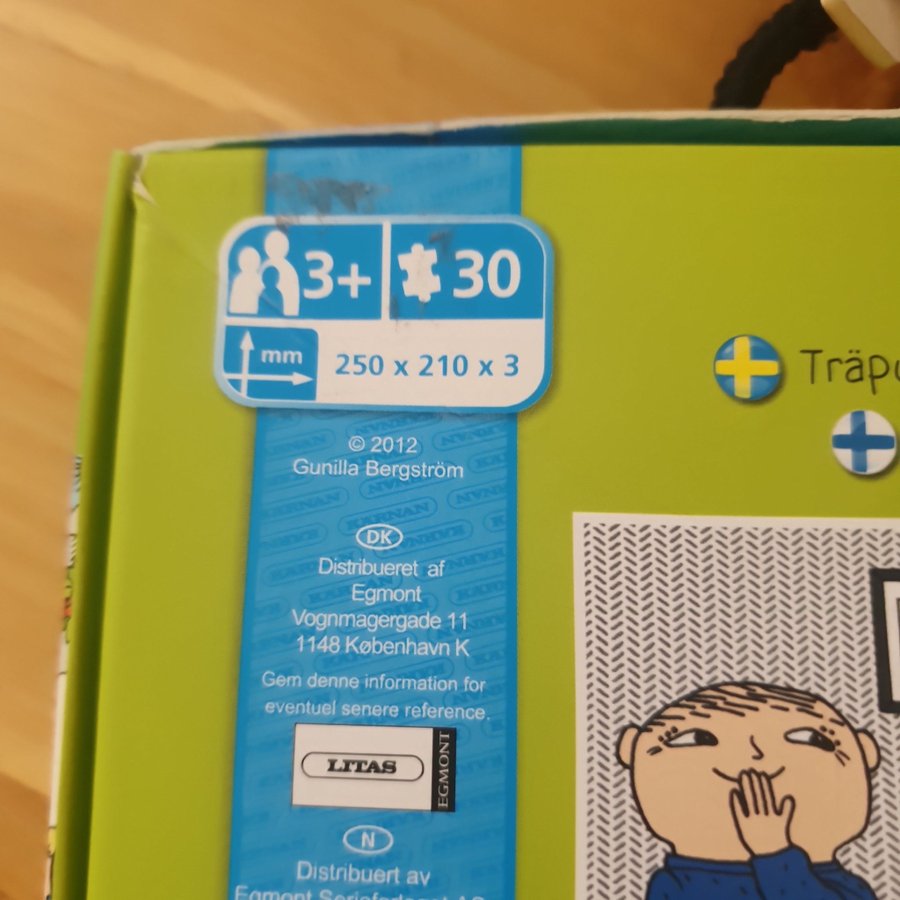 3+ 30
mm 250 x 210 x 3
© 2012
Gunilla Bergström
DK
Distribueret af
Egmont
Vognmagergade 11
1148 København K
Gem denne information for
eventuel senere reference.
LITAS EGMONT
N
Distribuert av
KÄRNAN